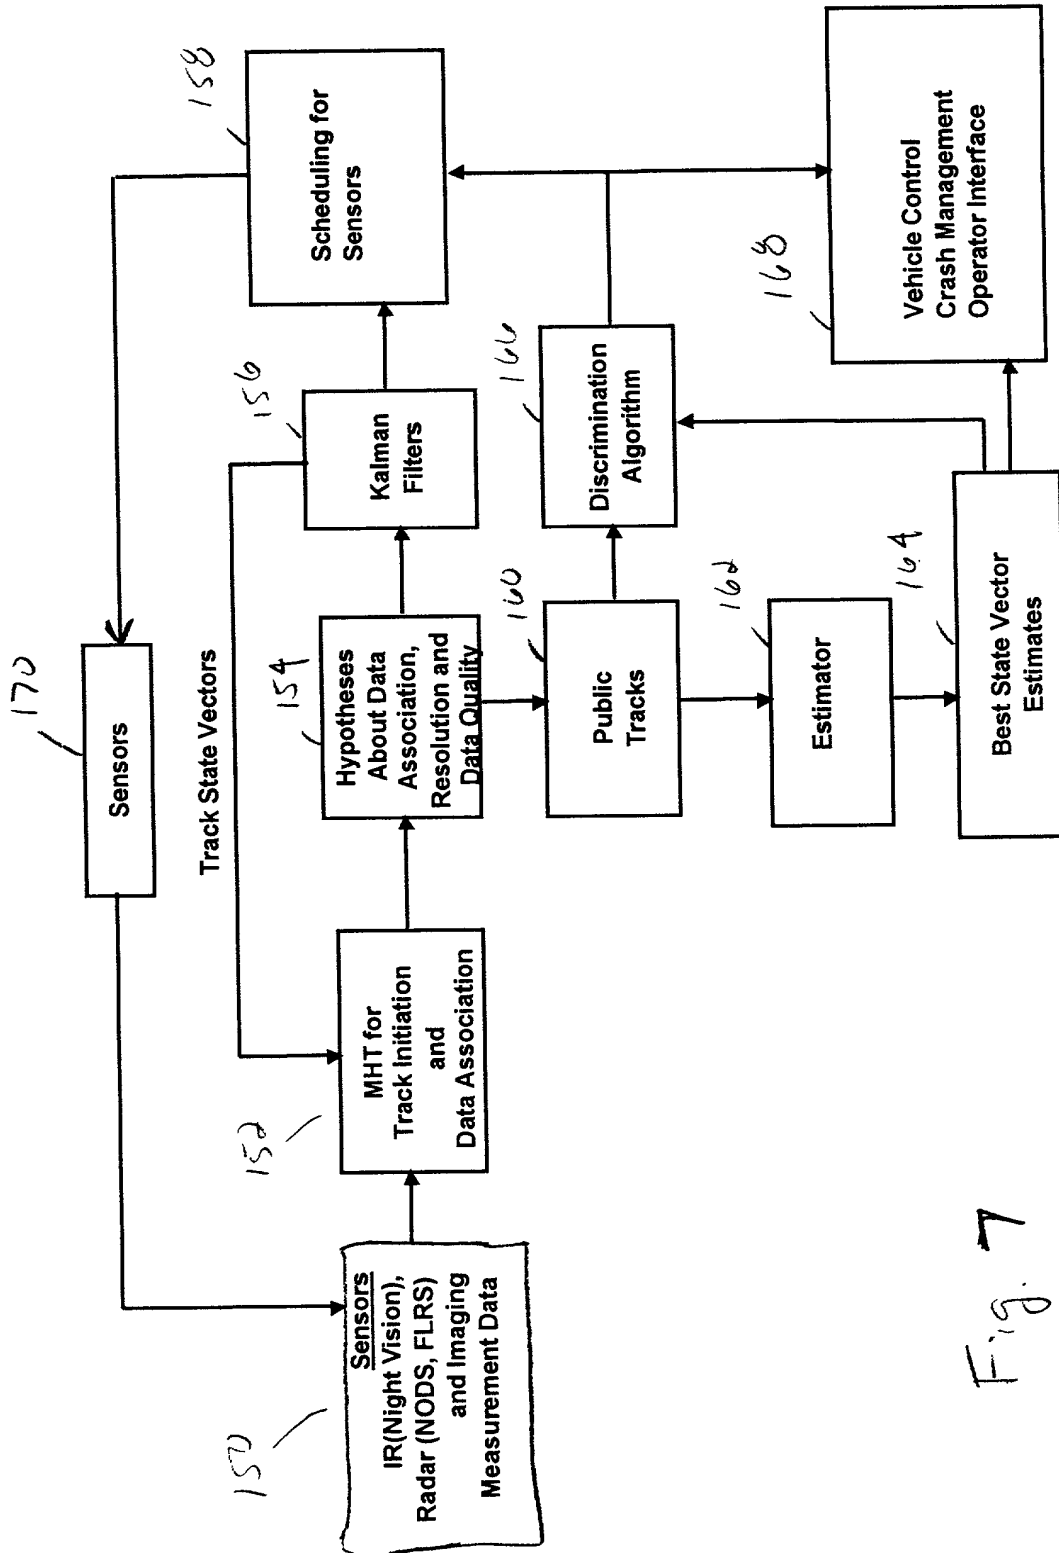 170
Sensors
158
Scheduling for
Sensors
Track State Vectors
150
Sensors
IR(Night Vision),
Radar (NODS, FLRS)
and Imaging
Measurement Data
152
MHT for
Track Initiation
and
Data Association
154
Hypotheses
About Data
Association,
Resolution and
Data Quality
156
Kalman
Filters
160
Public
Tracks
166
Discrimination
Algorithm
162
Estimator
164
Best State Vector
Estimates
168
Vehicle Control
Crash Management
Operator Interface
Fig. 7